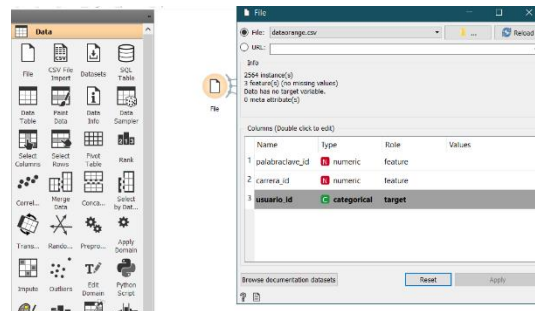 Data
File
CSV File
Import
Datasets
SQL
Table
Data
Table
Paint
Data
Data
Info
Data
Sampler
Select
Columns
Select
Rows
Pivot
Table
Rank
Correl...
Merge
Data
Conca...
Select
by Dat...
Trans...
Rando...
Prepro...
Apply
Domain
Impute
Outliers
Edit
Domain
Python
Script
File
File
File: dataorange.csv
...
Reload
URL:
Info
2564 instance(s)
3 feature(s) (no missing values)
Data has no target variable.
0 meta attribute(s)
Columns (Double click to edit)
Name Type Role Values
1 palabraclave_id N numeric feature
2 carrera_id N numeric feature
3 usuario_id C categorical target
Browse documentation datasets Reset Apply
?